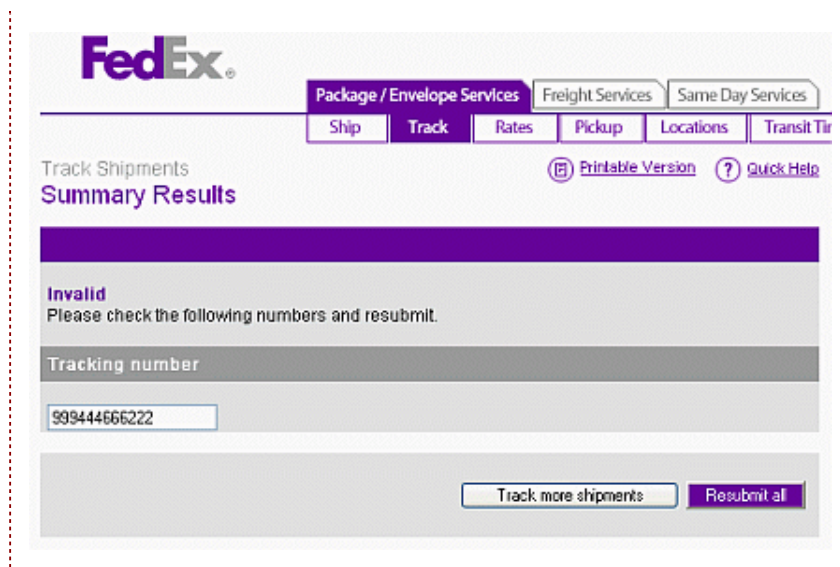 FedEx®
Package / Envelope Services Freight Services Same Day Services
Ship Track Rates Pickup Locations Transit
Track Shipments
Printable Version ? Quick Help
Summary Results
Invalid
Please check the following numbers and resubmit.
Tracking number
999444666222
Track more shipments Resubmit all